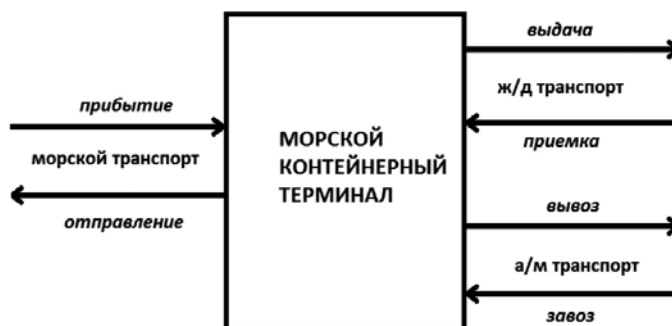 выдача
ж/д транспорт
приемка
прибытие
морской транспорт
отправление
МОРСКОЙ
КОНТЕЙНЕРНЫЙ
ТЕРМИНАЛ
вывоз
а/м транспорт
завоз